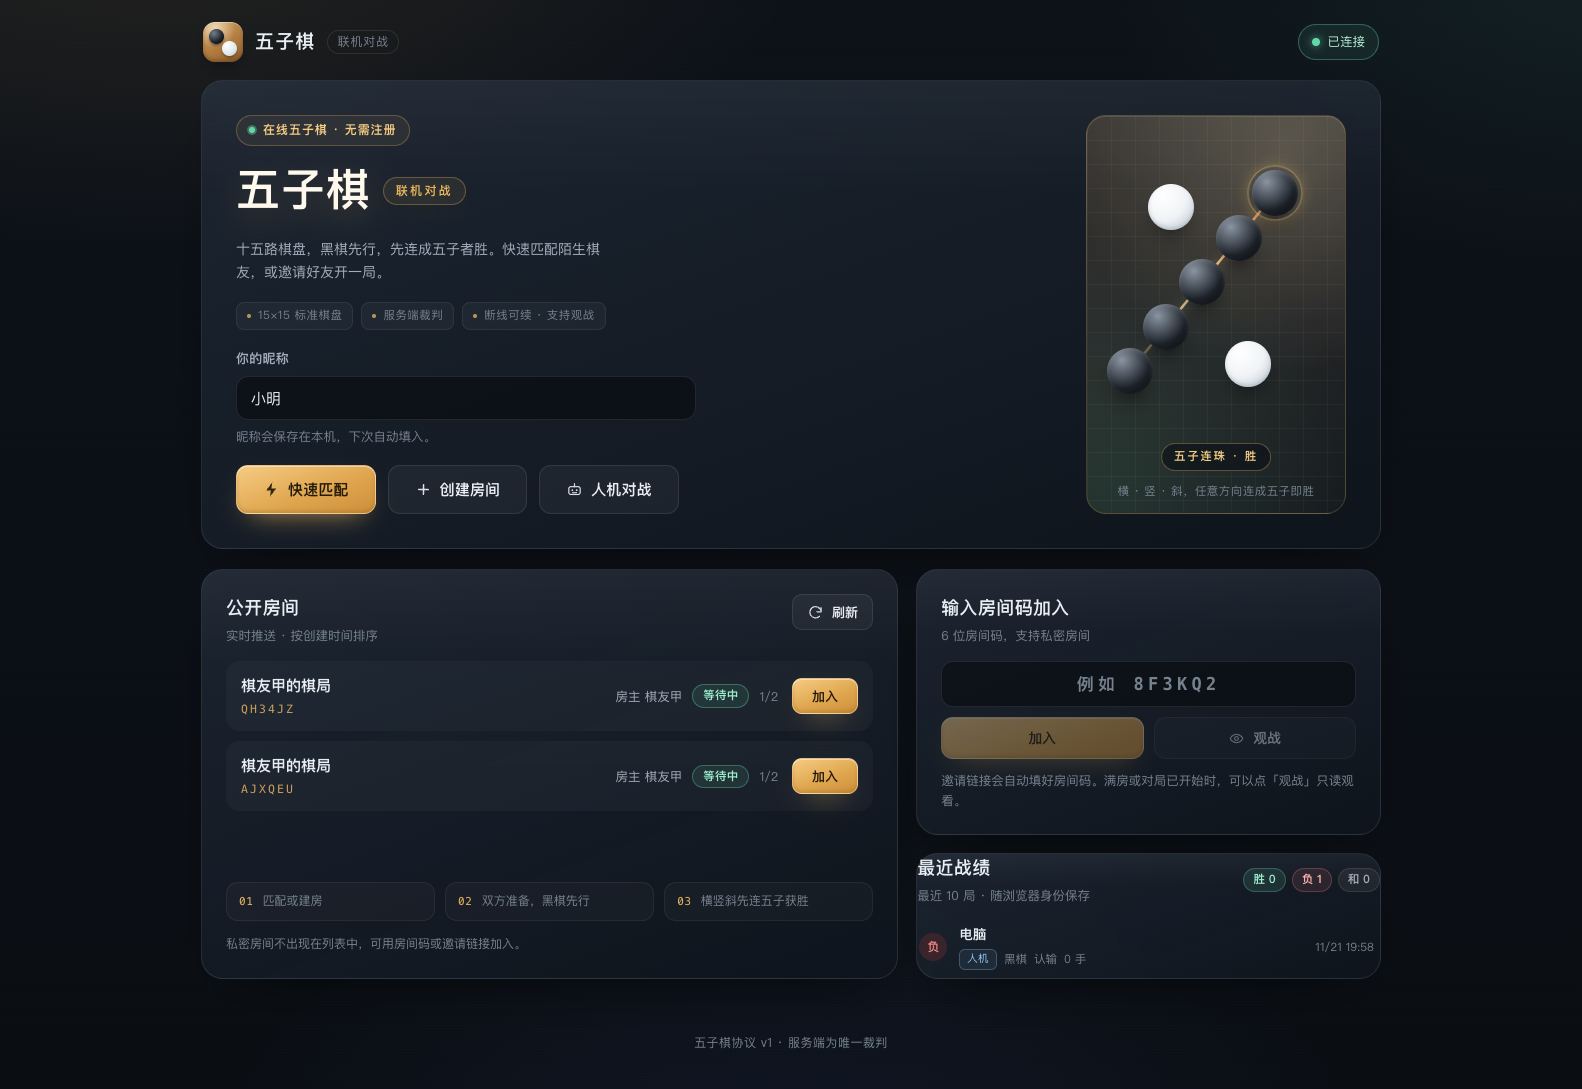 五子棋 联机对战
已连接
在线五子棋 · 无需注册
五子棋 联机对战
十五路棋盘，黑棋先行，先连成五子者胜。快速匹配陌生棋
友，或邀请好友开一局。
15×15 标准棋盘 服务端裁判 断线可续 · 支持观战
你的昵称
小明
昵称会保存在本机，下次自动填入。
快速匹配 创建房间 人机对战
五子连珠 · 胜
横 · 竖 · 斜，任意方向连成五子即胜
公开房间
刷新
实时推送 · 按创建时间排序
棋友甲的棋局
QH34JZ
房主 棋友甲 等待中 1/2 加入
棋友甲的棋局
AJXQEU
房主 棋友甲 等待中 1/2 加入
01 匹配或建房 02 双方准备，黑棋先行 03 横竖斜先连五子获胜
私密房间不出现在列表中，可用房间码或邀请链接加入。
输入房间码加入
6 位房间码，支持私密房间
例如 8F3KQ2
加入 观战
邀请链接会自动填好房间码。满房或对局已开始时，可以点「观战」只读观
看。
最近战绩
最近 10 局 · 随浏览器身份保存
胜 0 负 1 和 0
负 电脑
人机 黑棋 认输 0 手
11/21 19:58
五子棋协议 v1 · 服务端为唯一裁判